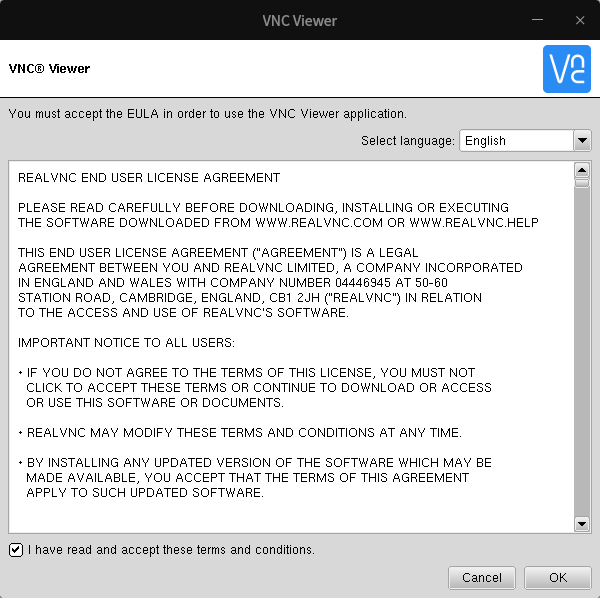 VNC Viewer
VNC® Viewer
VNC
You must accept the EULA in order to use the VNC Viewer application.
Select language: English
REALVNC END USER LICENSE AGREEMENT
PLEASE READ CAREFULLY BEFORE DOWNLOADING, INSTALLING OR EXECUTING
THE SOFTWARE DOWNLOADED FROM WWW.REALVNC.COM OR WWW.REALVNC.HELP
THIS END USER LICENSE AGREEMENT ("AGREEMENT") IS A LEGAL
AGREEMENT BETWEEN YOU AND REALVNC LIMITED, A COMPANY INCORPORATED
IN ENGLAND AND WALES WITH COMPANY NUMBER 04446945 AT 50-60
STATION ROAD, CAMBRIDGE, ENGLAND, CB1 2JH ("REALVNC") IN RELATION
TO THE ACCESS AND USE OF REALVNC'S SOFTWARE.
IMPORTANT NOTICE TO ALL USERS:
• IF YOU DO NOT AGREE TO THE TERMS OF THIS LICENSE, YOU MUST NOT
CLICK TO ACCEPT THESE TERMS OR CONTINUE TO DOWNLOAD OR ACCESS
OR USE THIS SOFTWARE OR DOCUMENTS.
• REALVNC MAY MODIFY THESE TERMS AND CONDITIONS AT ANY TIME.
• BY INSTALLING ANY UPDATED VERSION OF THE SOFTWARE WHICH MAY BE
MADE AVAILABLE, YOU ACCEPT THAT THE TERMS OF THIS AGREEMENT
APPLY TO SUCH UPDATED SOFTWARE.
I have read and accept these terms and conditions.
Cancel OK